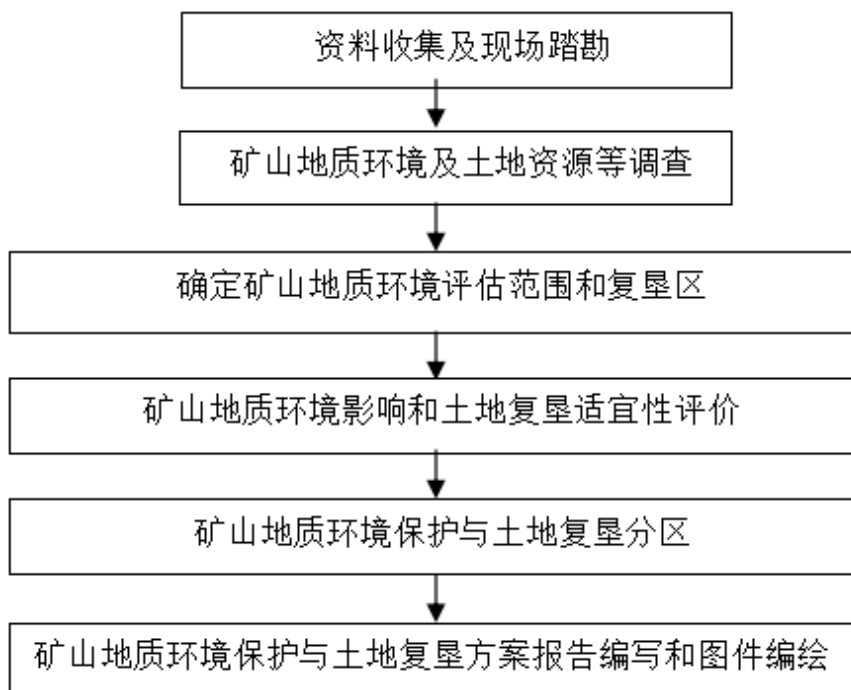 资料收集及现场踏勘
矿山地质环境及土地资源等调查
确定矿山地质环境评估范围和复垦区
矿山地质环境影响和土地复垦适宜性评价
矿山地质环境保护与土地复垦分区
矿山地质环境保护与土地复垦方案报告编写和图件编绘